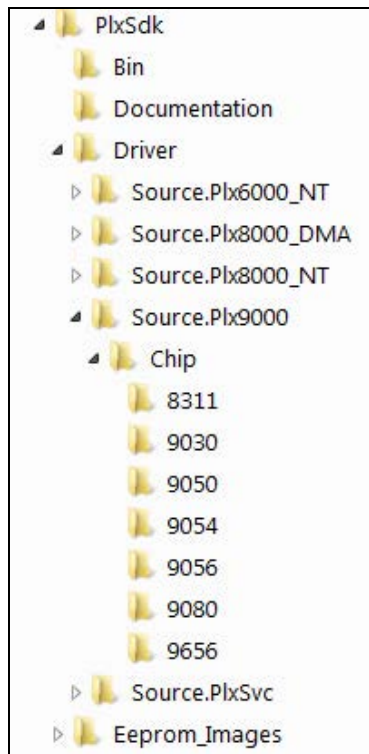 PlxSdk
Bin
Documentation
Driver
Source.Plx6000_NT
Source.Plx8000_DMA
Source.Plx8000_NT
Source.Plx9000
Chip
8311
9030
9050
9054
9056
9080
9656
Source.PlxSvc
Eeprom_Images